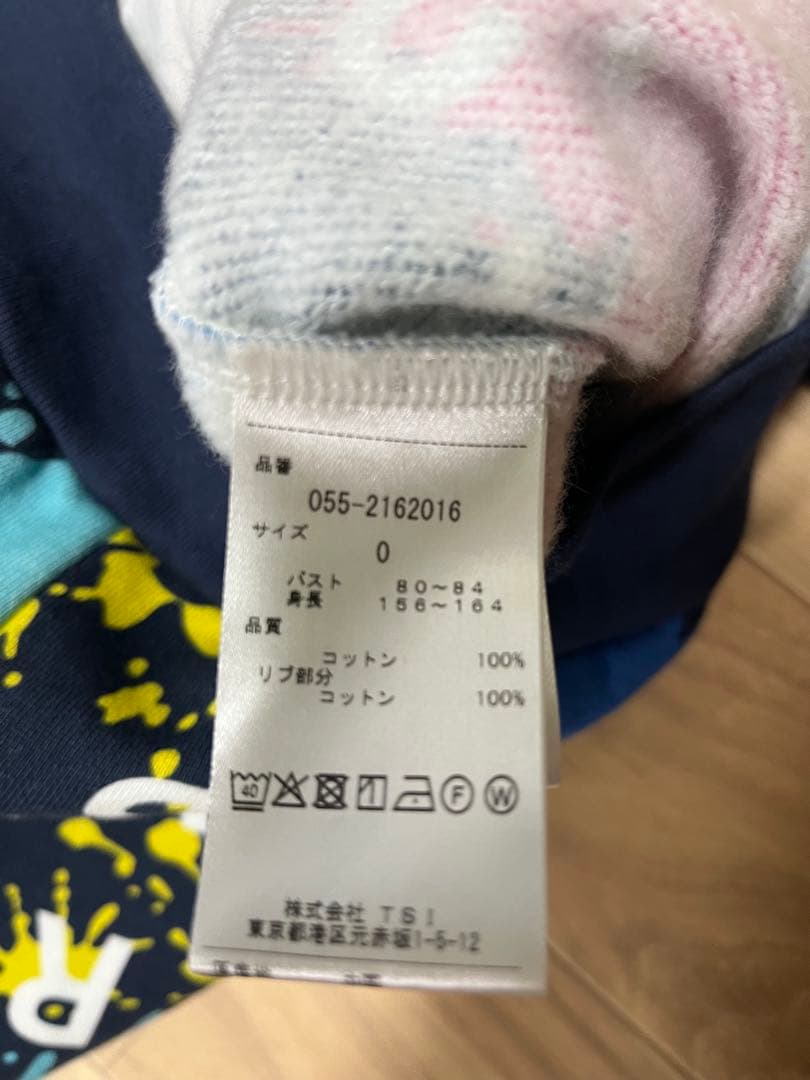 品番
055-2162016
サイズ
0
バスト 80~84
身長 156~164
品質
コットン 100%
リブ部分
コットン 100%
40 F W
株式会社 TSI
東京都港区元赤坂1-5-12
R